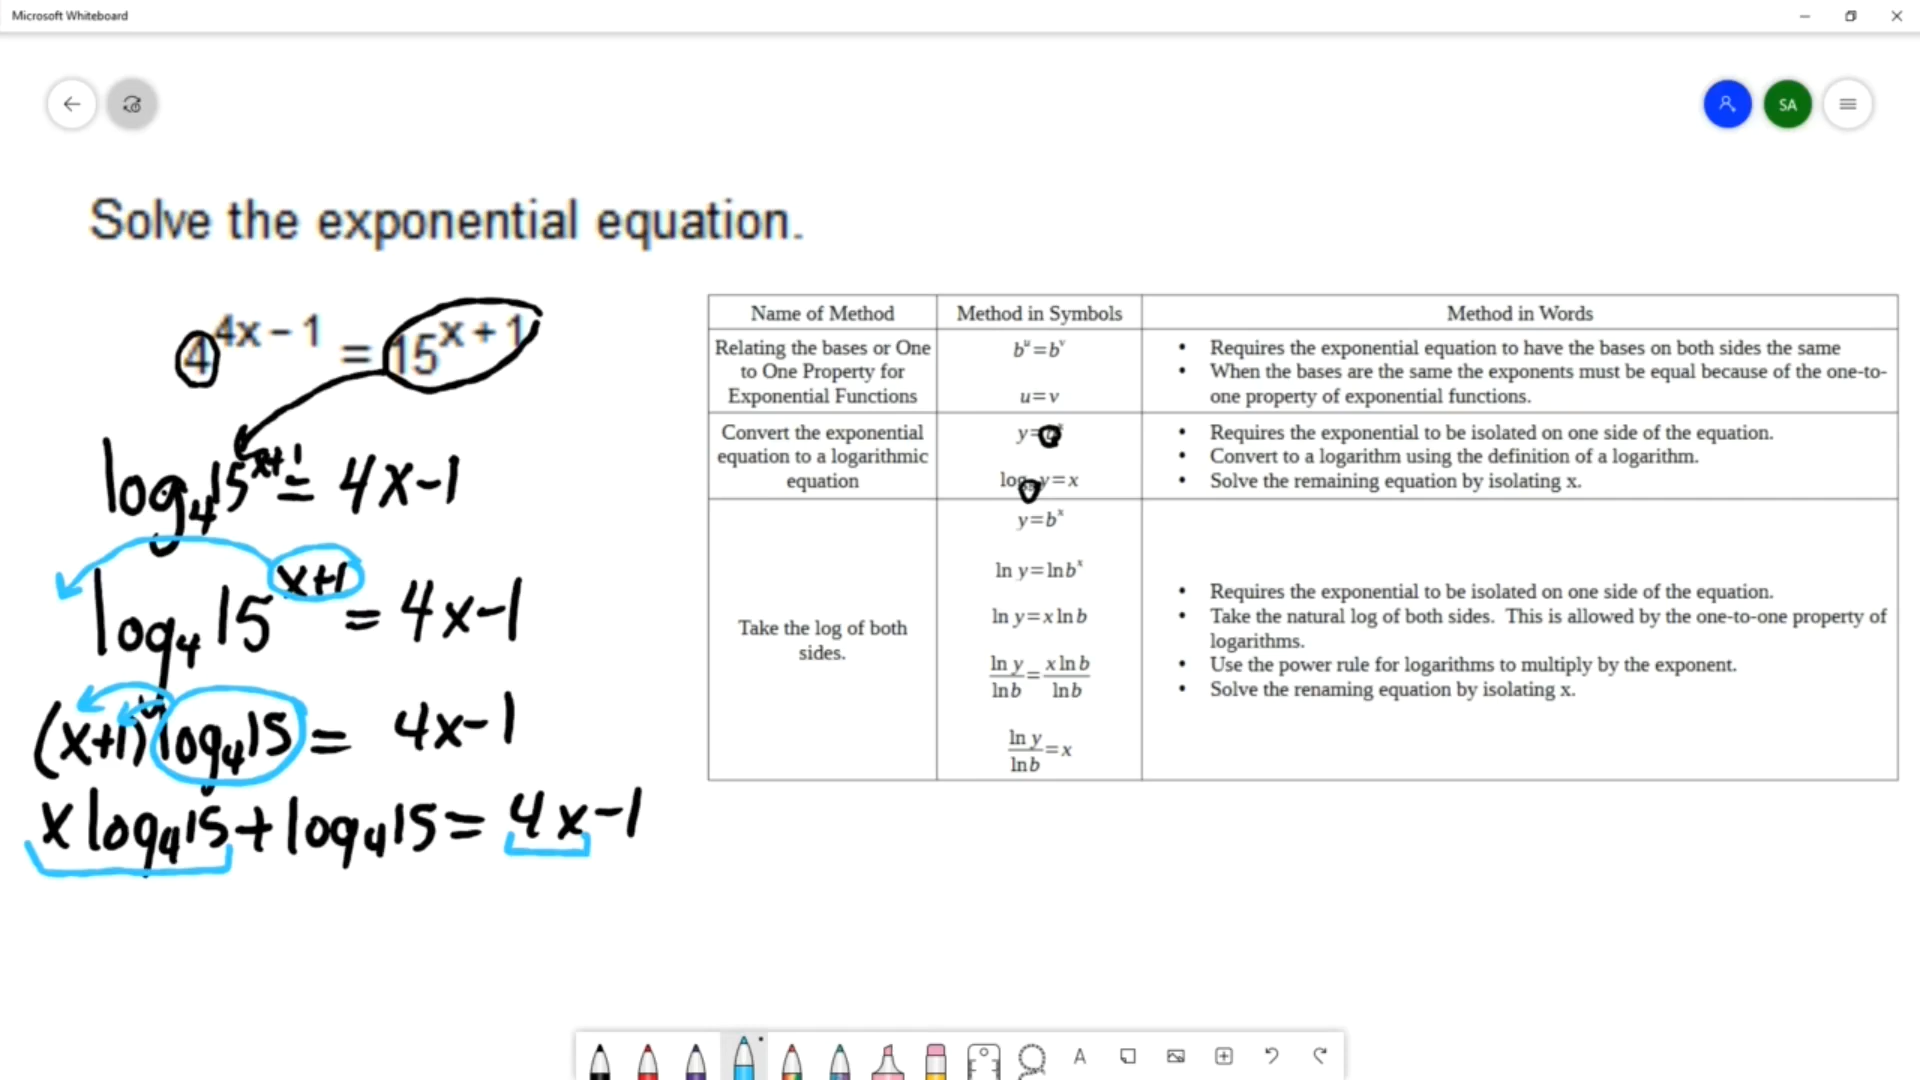 Microsoft Whiteboard
SA
Solve the exponential equation.
4^{4x-1} = 15^{x+1}
log_4 15^{x+1} = 4x-1
log_4 15^{x+1} = 4x-1
(x+1) log_4 15 = 4x-1
x log_4 15 + log_4 15 = 4x-1
Name of Method
Method in Symbols
Method in Words
Relating the bases or One
to One Property for
Exponential Functions
b^u=b^v
u=v
• Requires the exponential equation to have the bases on both sides the same
• When the bases are the same the exponents must be equal because of the one-to-
one property of exponential functions.
Convert the exponential
equation to a logarithmic
equation
y=
log y=x
• Requires the exponential to be isolated on one side of the equation.
• Convert to a logarithm using the definition of a logarithm.
• Solve the remaining equation by isolating x.
Take the log of both
sides.
y=b^x
ln y=ln b^x
ln y=x ln b
ln y/ln b = x ln b/ln b
ln y/ln b = x
• Requires the exponential to be isolated on one side of the equation.
• Take the natural log of both sides. This is allowed by the one-to-one property of
logarithms.
• Use the power rule for logarithms to multiply by the exponent.
• Solve the renaming equation by isolating x.
A